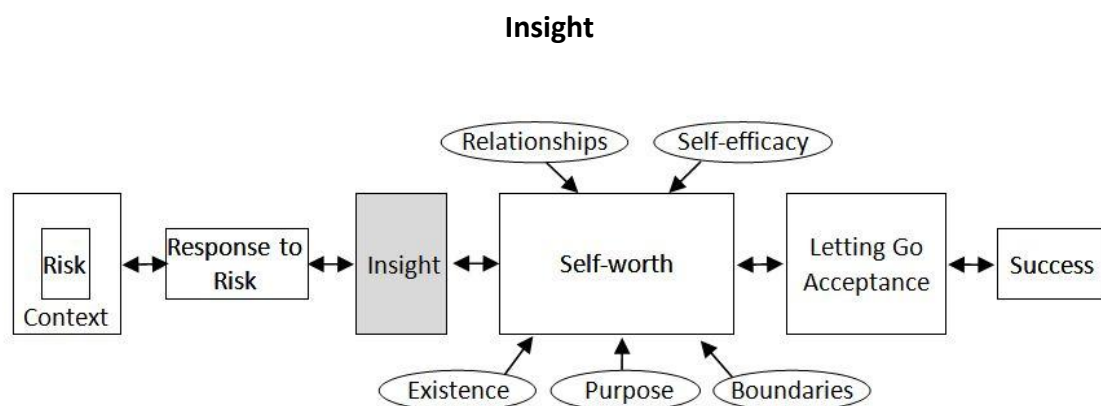 Insight
Relationships
Self-efficacy
Risk
Context
Response to
Risk
Insight
Self-worth
Letting Go
Acceptance
Success
Existence
Purpose
Boundaries